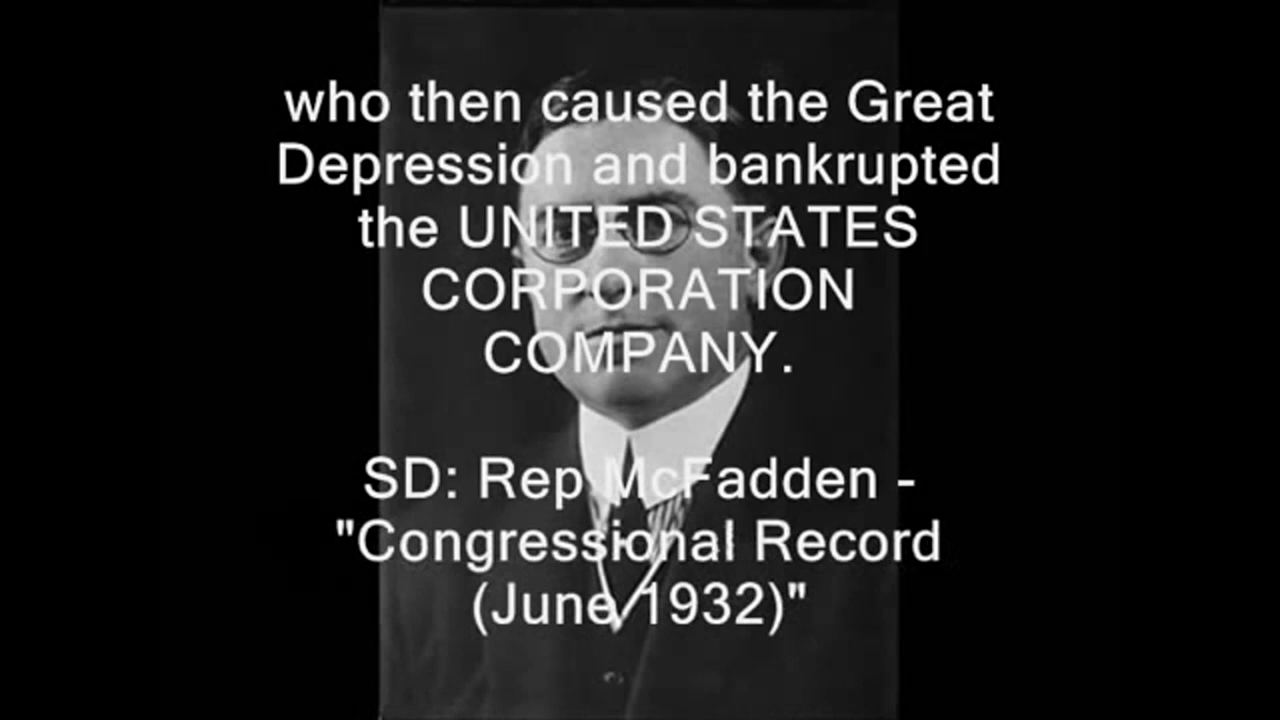 who then caused the Great
Depression and bankrupted
the UNITED STATES
CORPORATION
COMPANY.
SD: Rep McFadden -
"Congressional Record
(June 1932)"